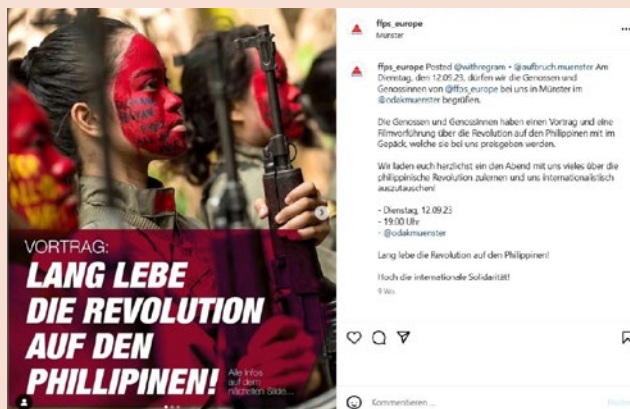 VORTRAG:
LANG LEBE
DIE REVOLUTION
AUF DEN
PHILLIPINEN!
Alle Infos
auf dem
nächsten Slide...
ffps_europe
Münster
ffps_europe Posted @withregram • @aufbruch.muenster Am
Dienstag, den 12.09.23, dürfen wir die Genossen und
Genossinnen von @ffps_europe bei uns in Münster im
@odakmuenster begrüßen.
Die Genossen und Genossinnen haben einen Vortrag und eine
Filmvorführung über die Revolution auf den Philippinen mit im
Gepäck, welche sie bei uns preisgeben werden.
Wir laden euch herzlichst ein den Abend mit uns vieles über die
philippinische Revolution zulernen und uns internationalistisch
auszutauschen!
- Dienstag, 12.09.23
- 19:00 Uhr
- @odakmuenster
Lang lebe die Revolution auf den Philippinen!
Hoch die internationale Solidarität!
9 Wo.
Kommentieren ...